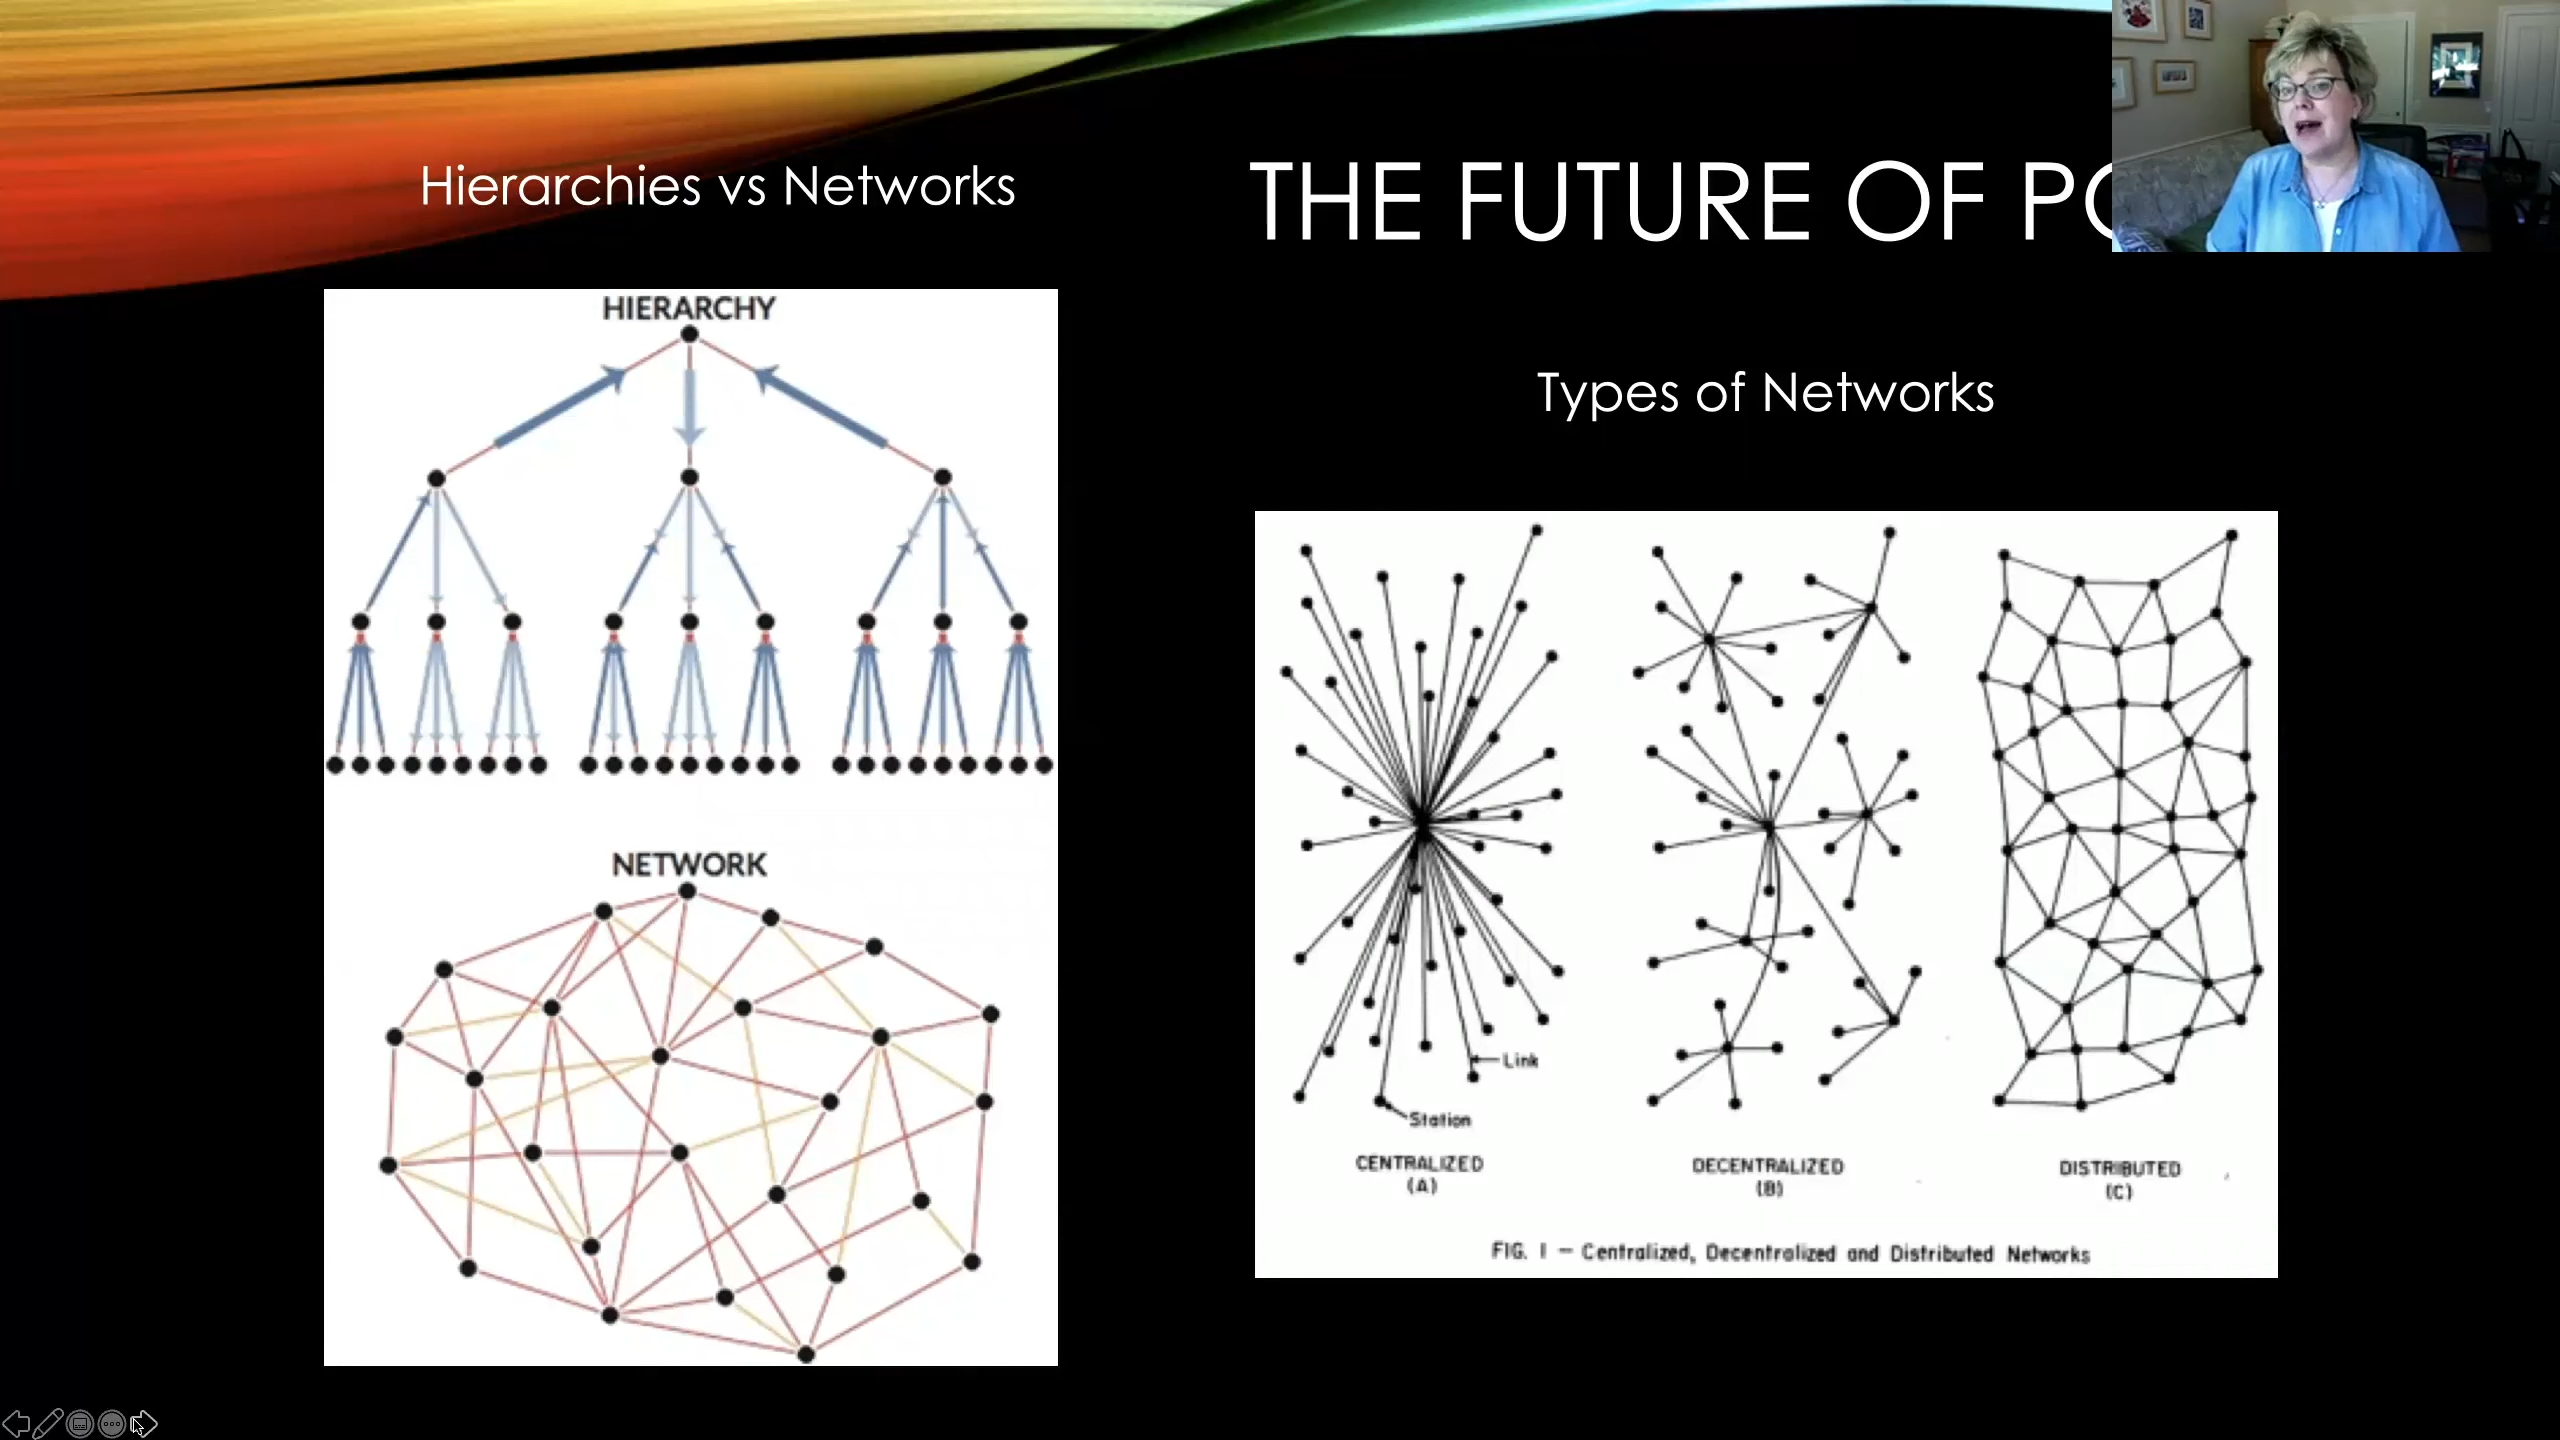 Hierarchies vs Networks
THE FUTURE OF PO
HIERARCHY
NETWORK
Types of Networks
Link
Station
CENTRALIZED
(A)
DECENTRALIZED
(B)
DISTRIBUTED
(C)
FIG. 1 — Centralized, Decentralized and Distributed Networks